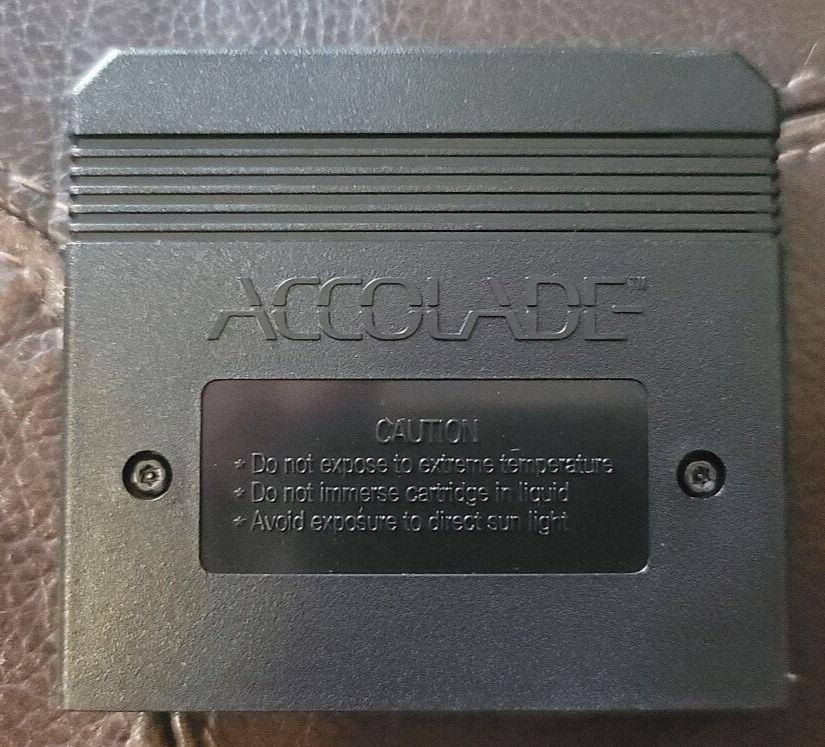 ACCOLADE™
CAUTION
* Do not expose to extreme temperature
* Do not immerse cartridge in liquid
* Avoid exposure to direct sun light